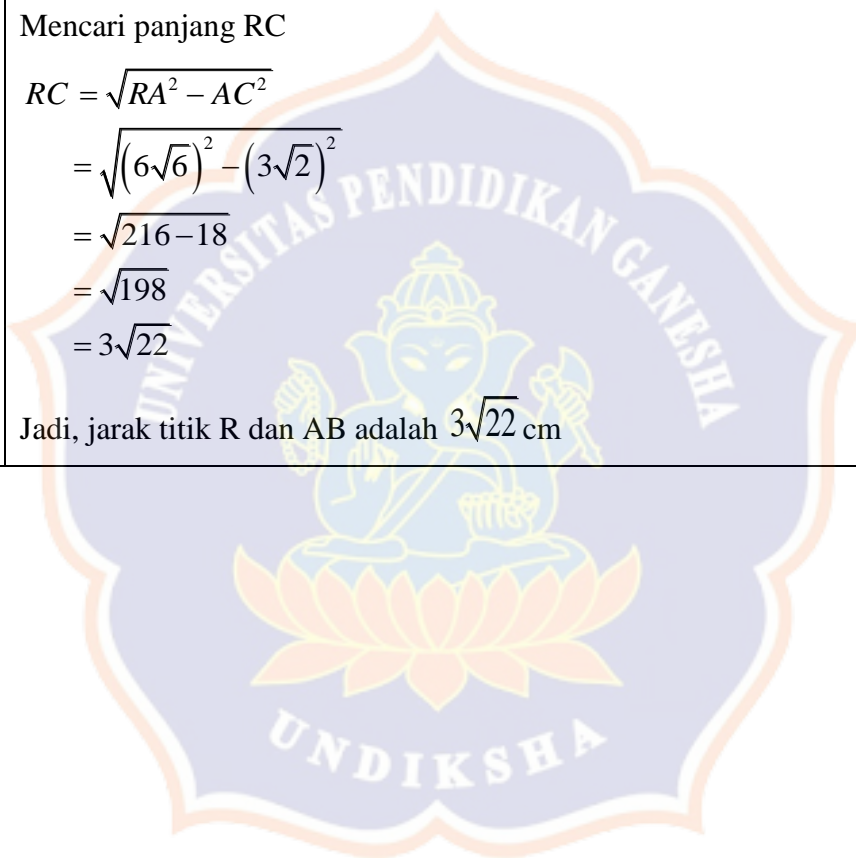 Mencari panjang RC
RC = √(RA² − AC²)
= √((6√6)² − (3√2)²)
= √(216 − 18)
= √198
= 3√22
Jadi, jarak titik R dan AB adalah 3√22 cm
UNIVERSITAS PENDIDIKAN GANESHA
UNDIKSHA